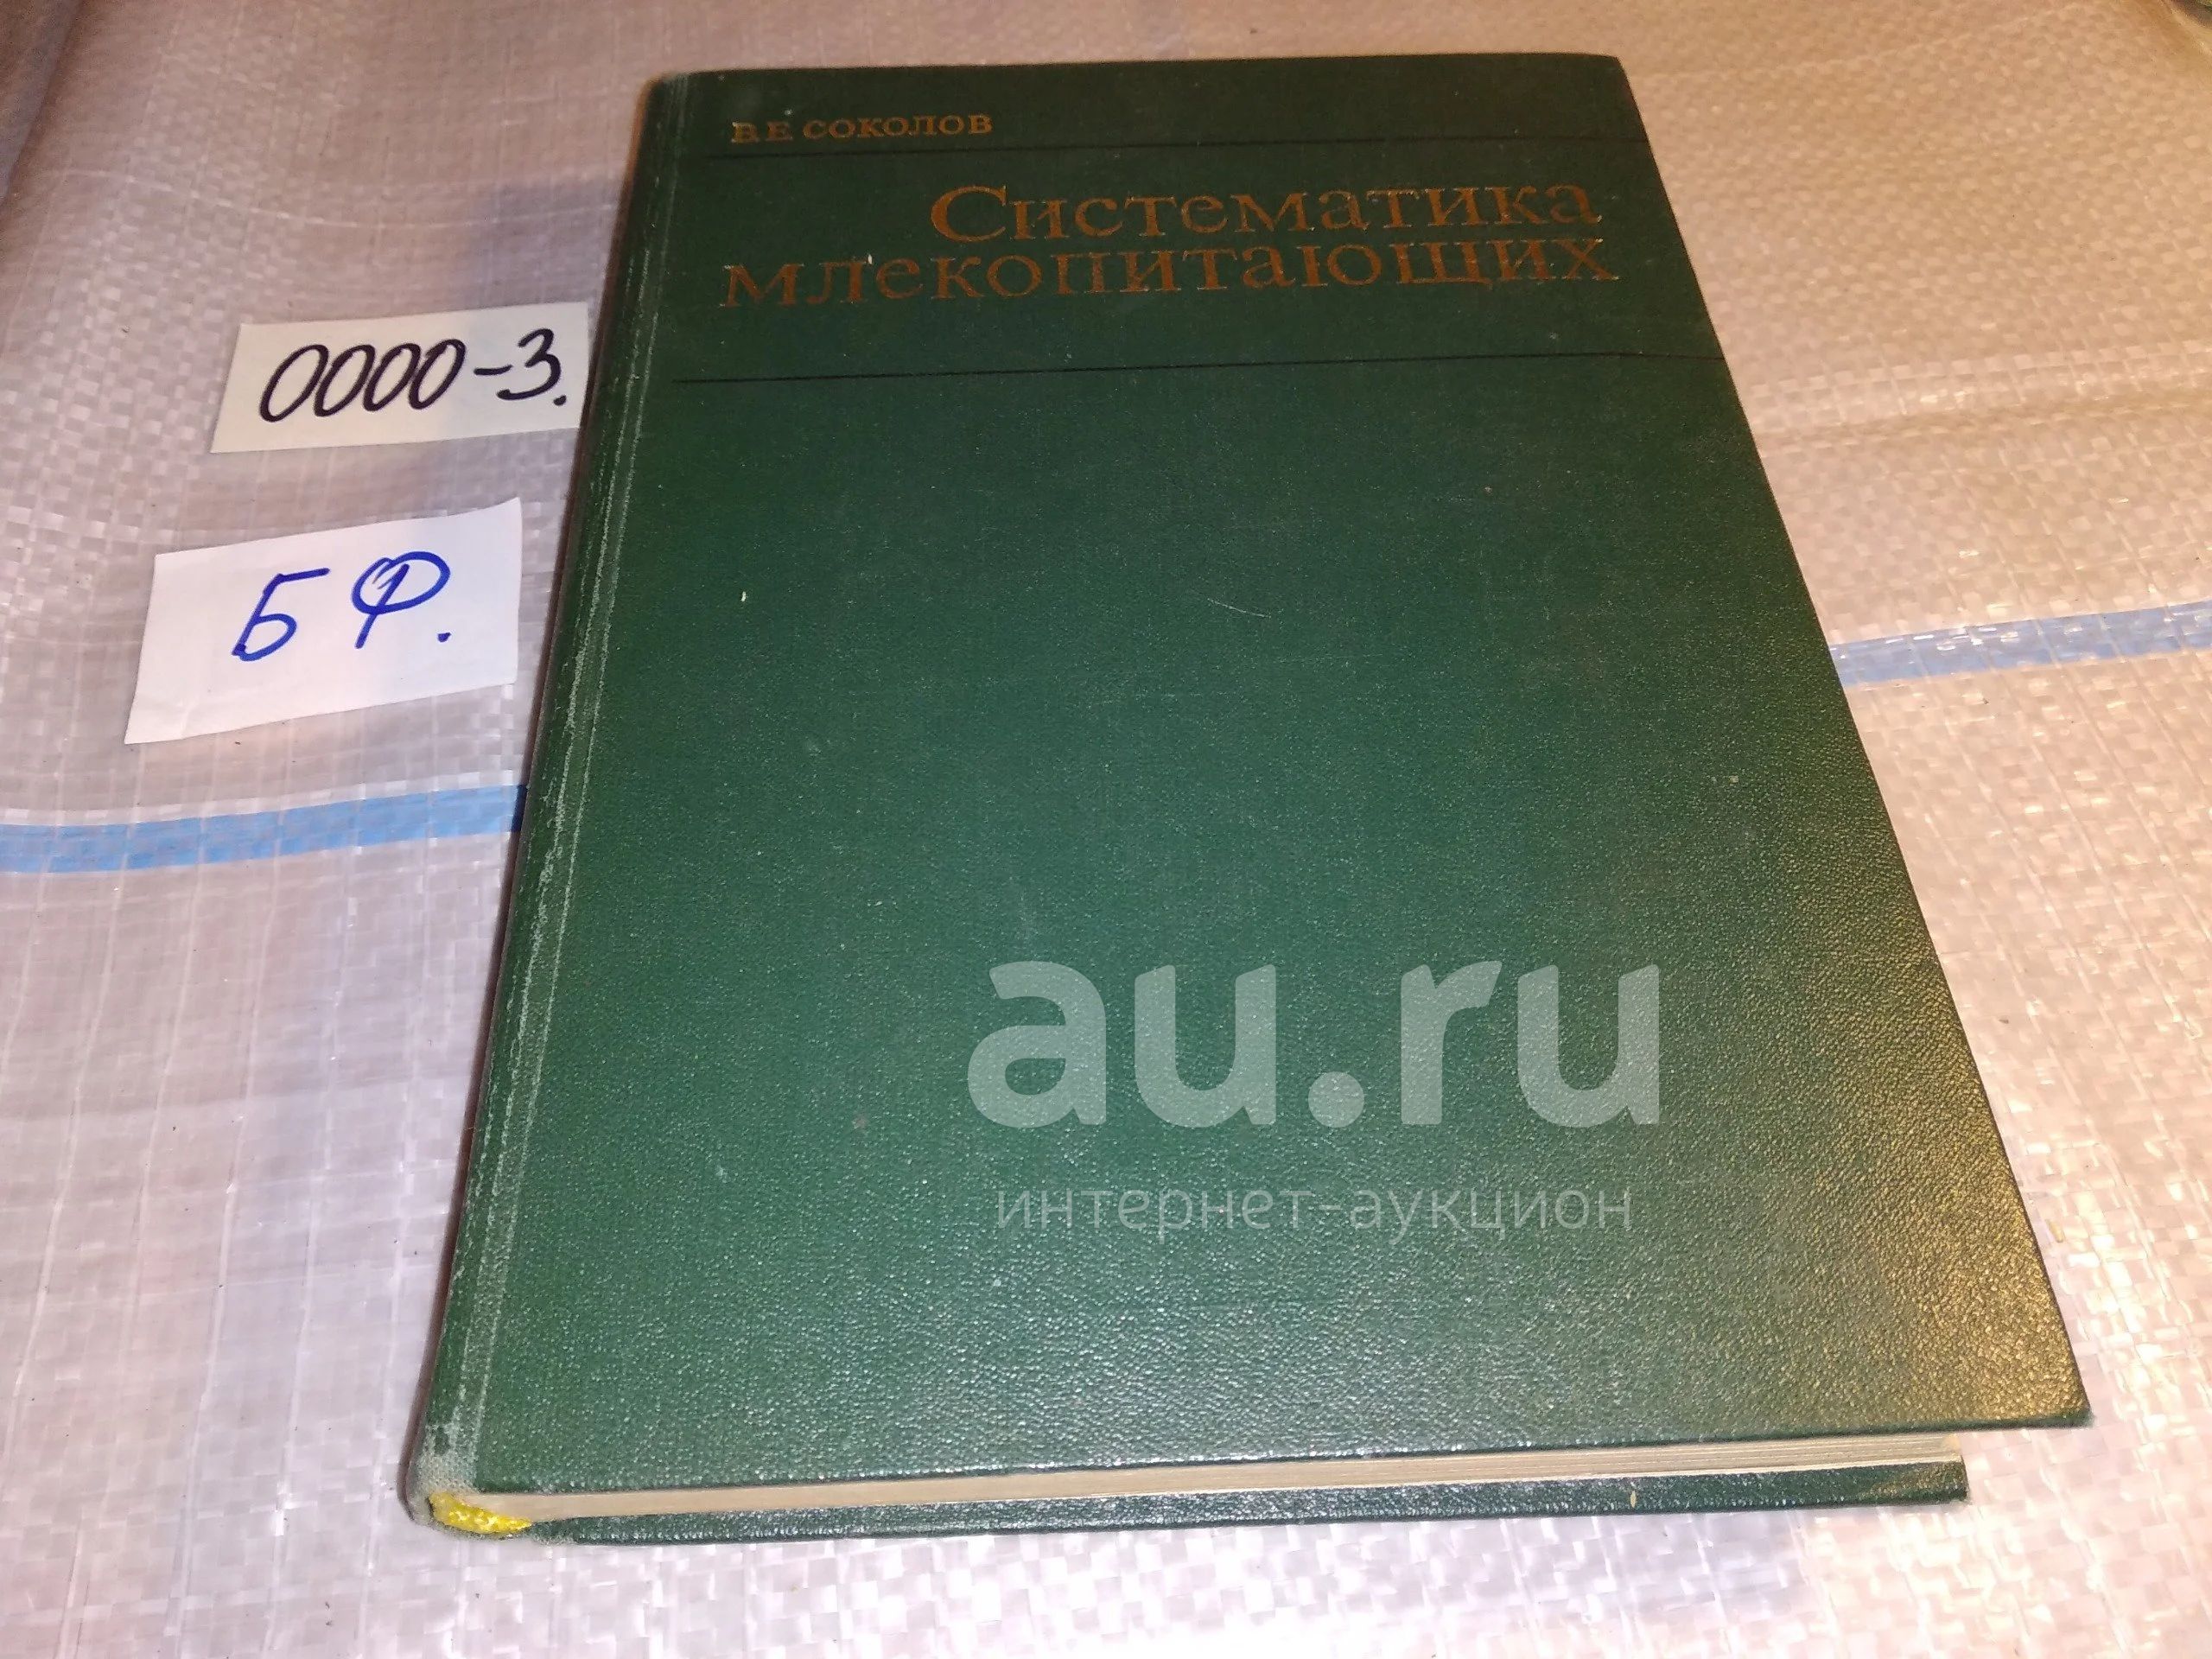 В.Е.СОКОЛОВ
Систематика
млекопитающих
0000-3.
БФ.
au.ru
интернет-аукцион